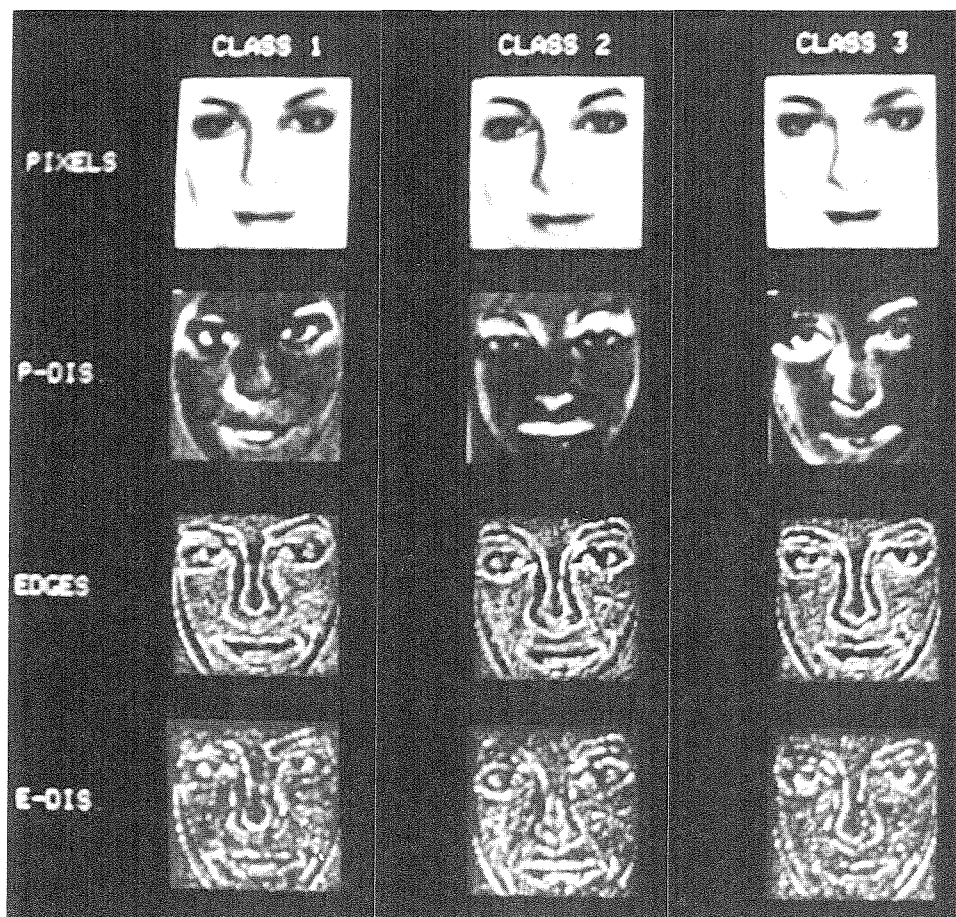 CLASS 1 CLASS 2 CLASS 3
PIXELS
P-DIS
EDGES
E-DIS